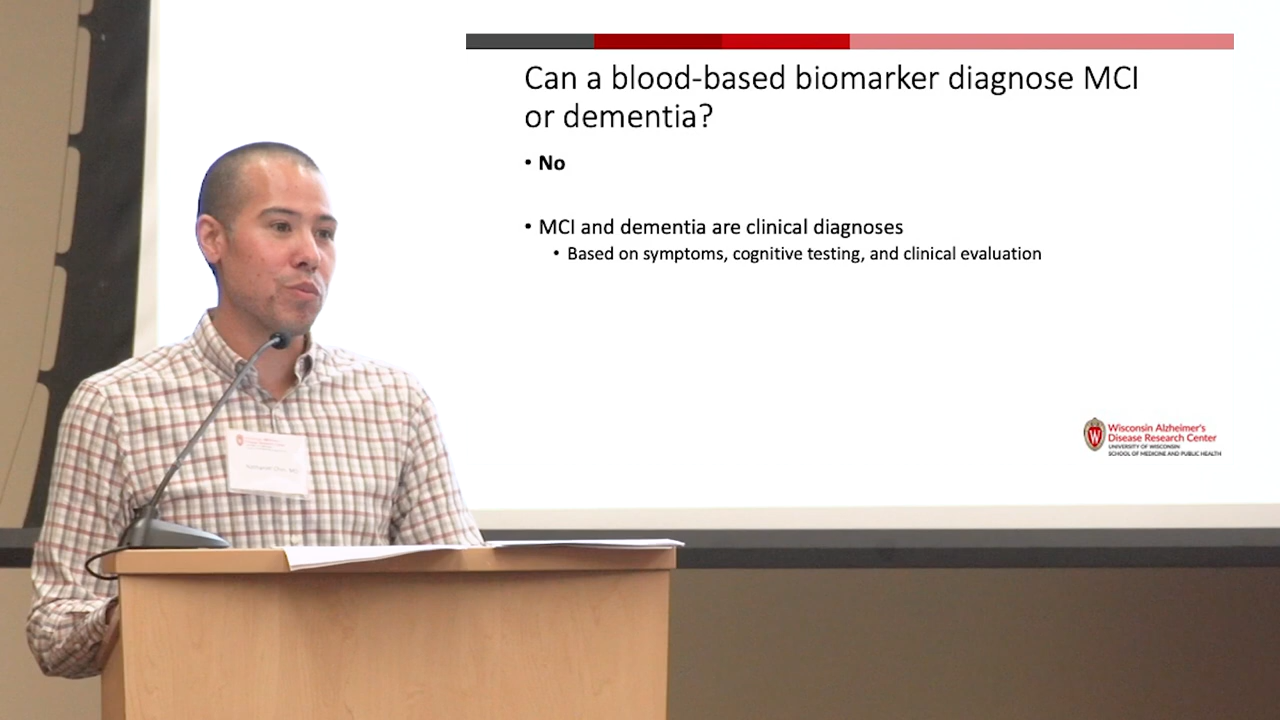 Can a blood-based biomarker diagnose MCI
or dementia?
• No
• MCI and dementia are clinical diagnoses
• Based on symptoms, cognitive testing, and clinical evaluation
Wisconsin Alzheimer's
Disease Research Center
UNIVERSITY OF WISCONSIN
SCHOOL OF MEDICINE AND PUBLIC HEALTH